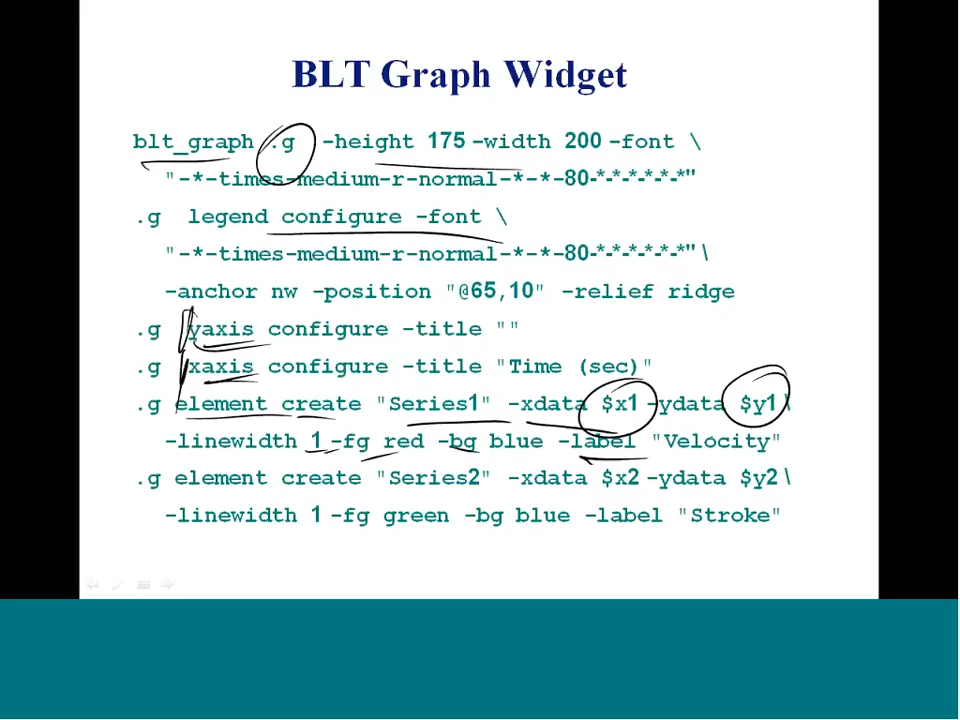 BLT Graph Widget
blt_graph .g -height 175 -width 200 -font \
"-*-times-medium-r-normal-*-*-80-*-*-*-*-*-*"
.g legend configure -font \
"-*-times-medium-r-normal-*-*-80-*-*-*-*-*-*" \
-anchor nw -position "@65,10" -relief ridge
.g yaxis configure -title ""
.g xaxis configure -title "Time (sec)"
.g element create "Series1" -xdata $x1 -ydata $y1 \
-linewidth 1 -fg red -bg blue -label "Velocity"
.g element create "Series2" -xdata $x2 -ydata $y2 \
-linewidth 1 -fg green -bg blue -label "Stroke"